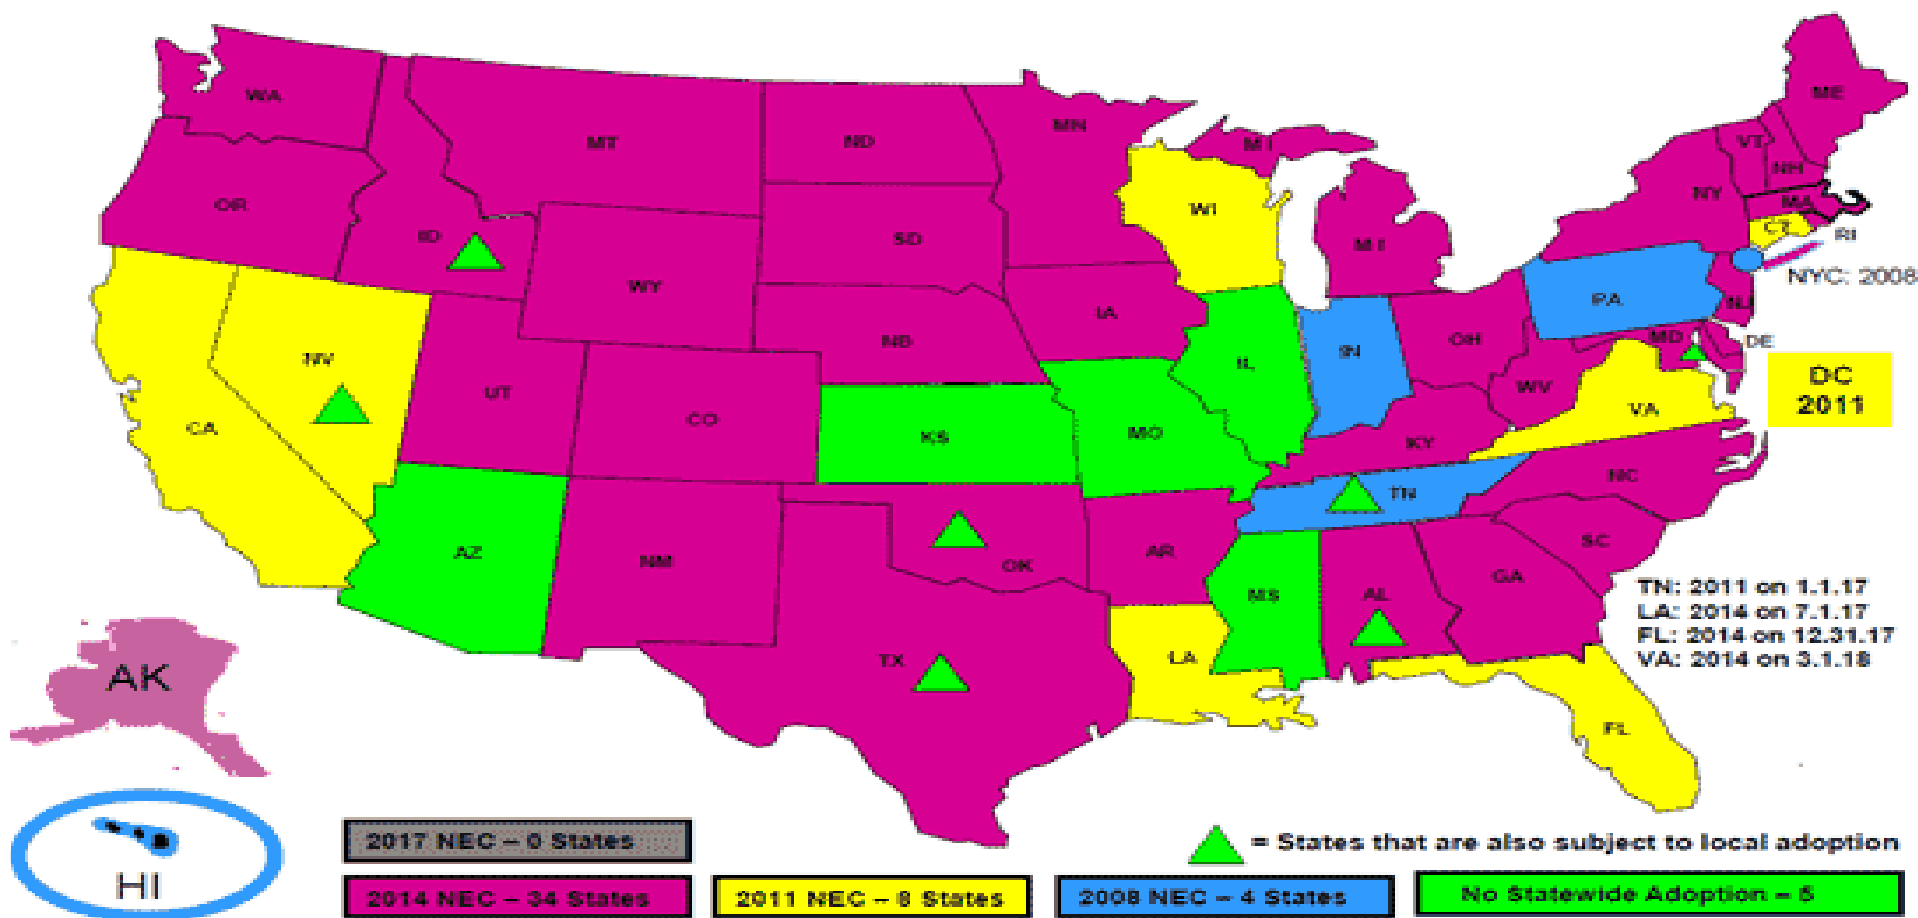 WA
ME
MT
ND
MN
MI
VT
NH
OR
NY
MA
WI
ID
SD
MI
CT
RI
NYC: 2008
WY
IA
PA
NJ
NV
ND
IL
IN
OH
MD
DE
UT
CO
WV
DC
2011
CA
KS
MO
KY
VA
TN
NC
AZ
NM
OK
AR
SC
MS
AL
GA
TN: 2011 on 1.1.17
LA: 2014 on 7.1.17
FL: 2014 on 12.31.17
VA: 2014 on 3.1.18
TX
LA
AK
FL
HI
2017 NEC – 0 States
= States that are also subject to local adoption
2014 NEC – 34 States
2011 NEC – 8 States
2008 NEC – 4 States
No Statewide Adoption – 5